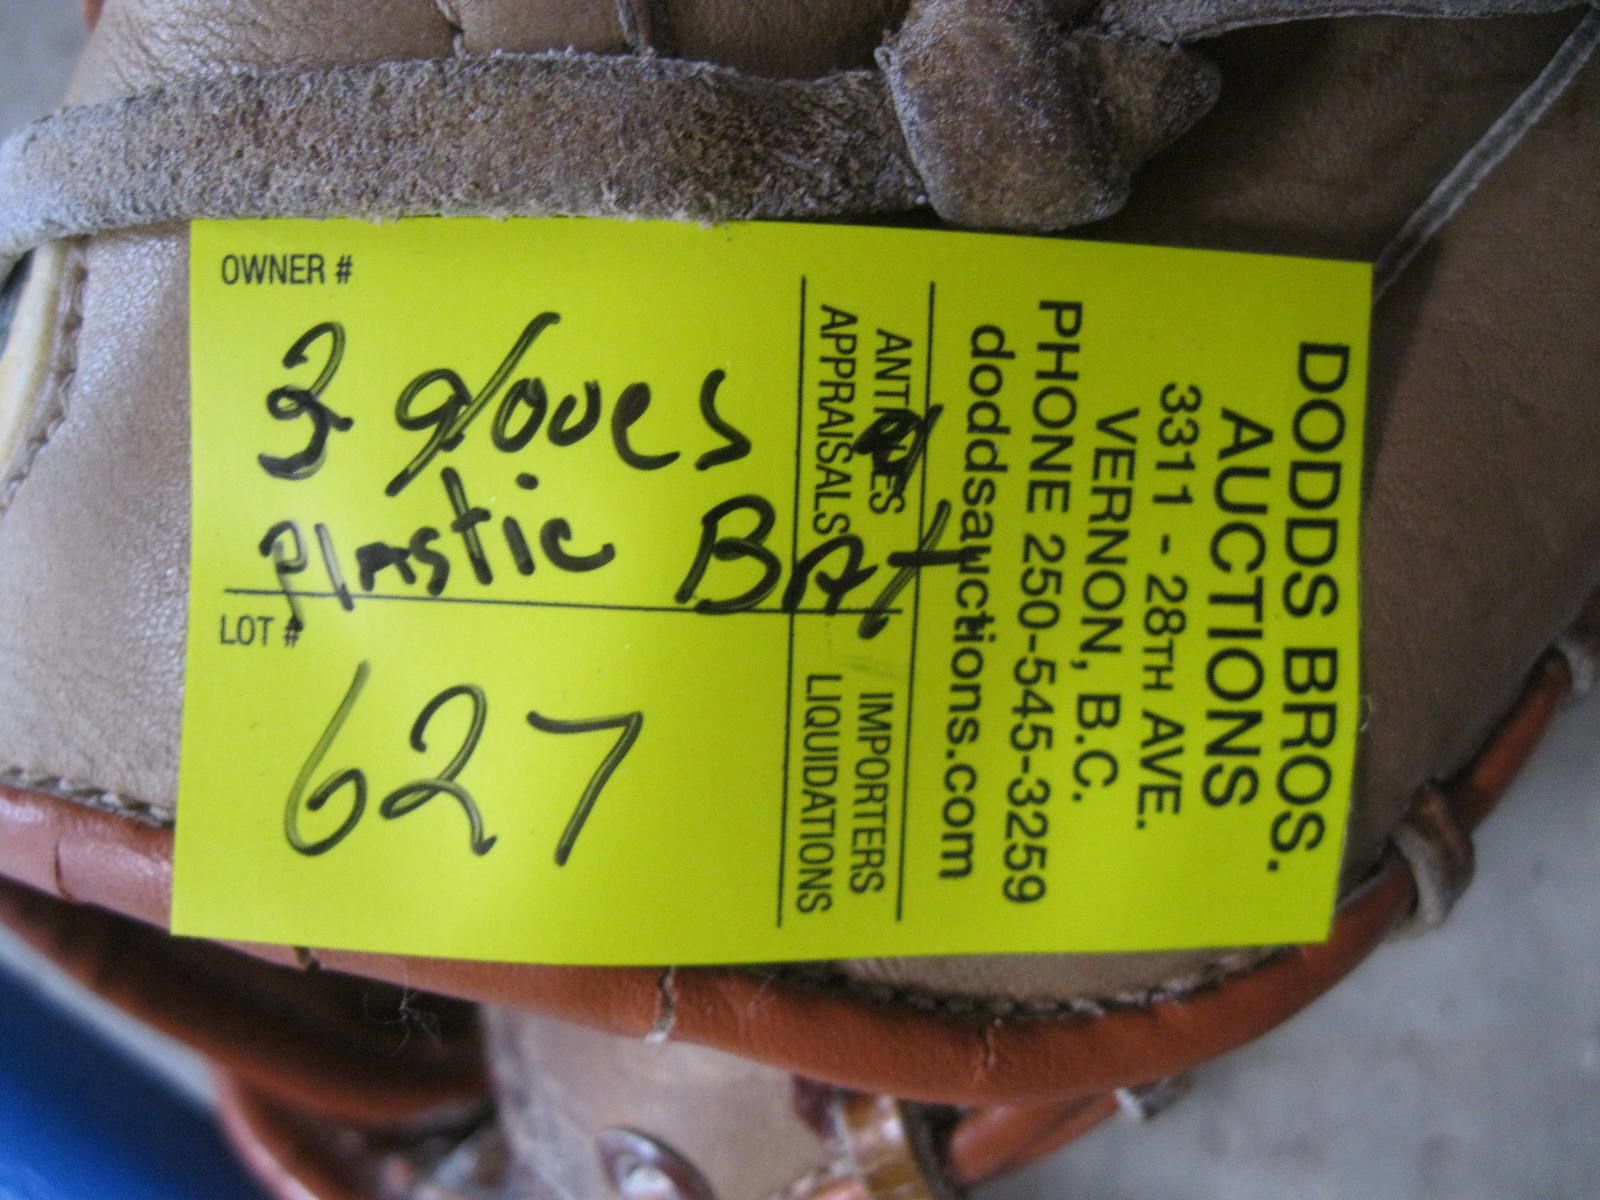 OWNER #
3 gloves &
Plastic BAT
LOT #
627
ANTIQUES
APPRAISALS
IMPORTERS
LIQUIDATIONS
DODDS BROS.
AUCTIONS
3311 - 28TH AVE.
VERNON, B.C.
PHONE 250-545-3259
doddsauctions.com